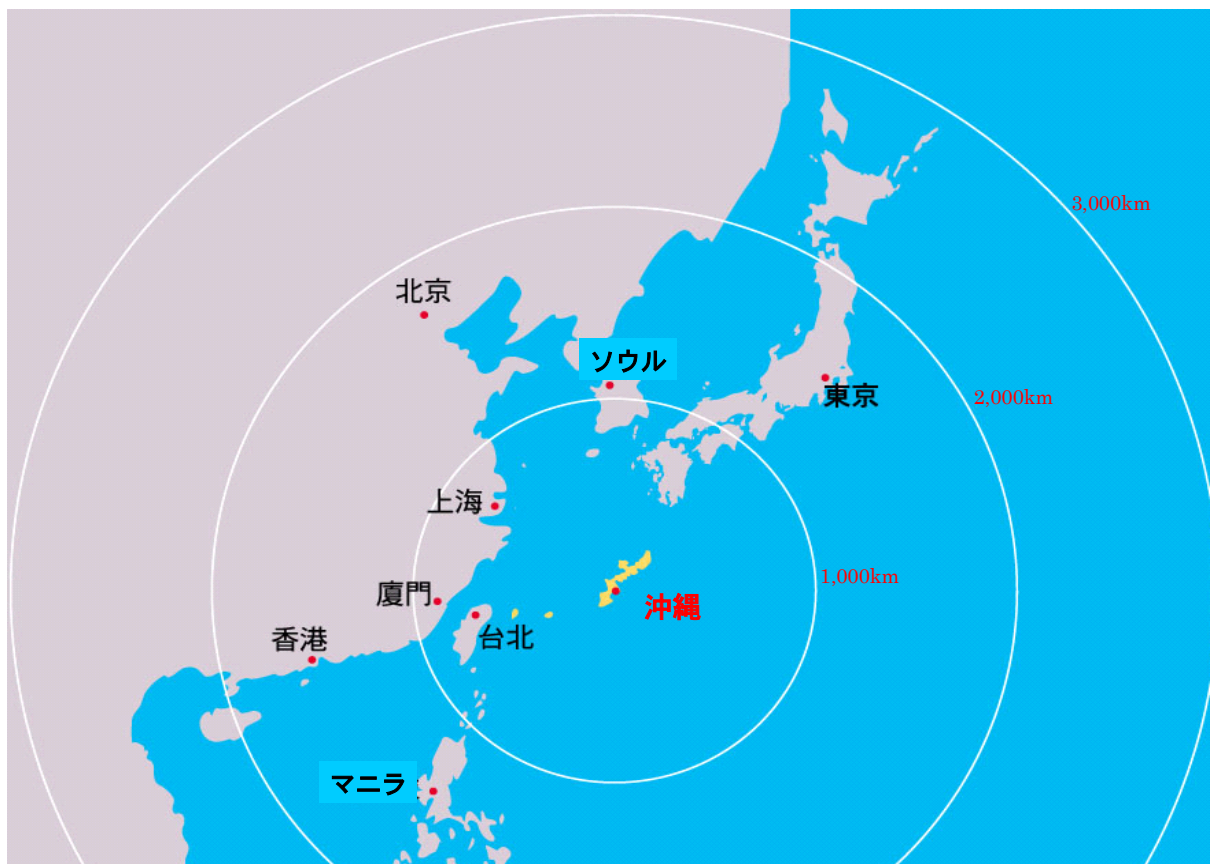 3,000km
北京
ソウル
東京
2,000km
上海
1,000km
廈門
沖縄
台北
香港
マニラ